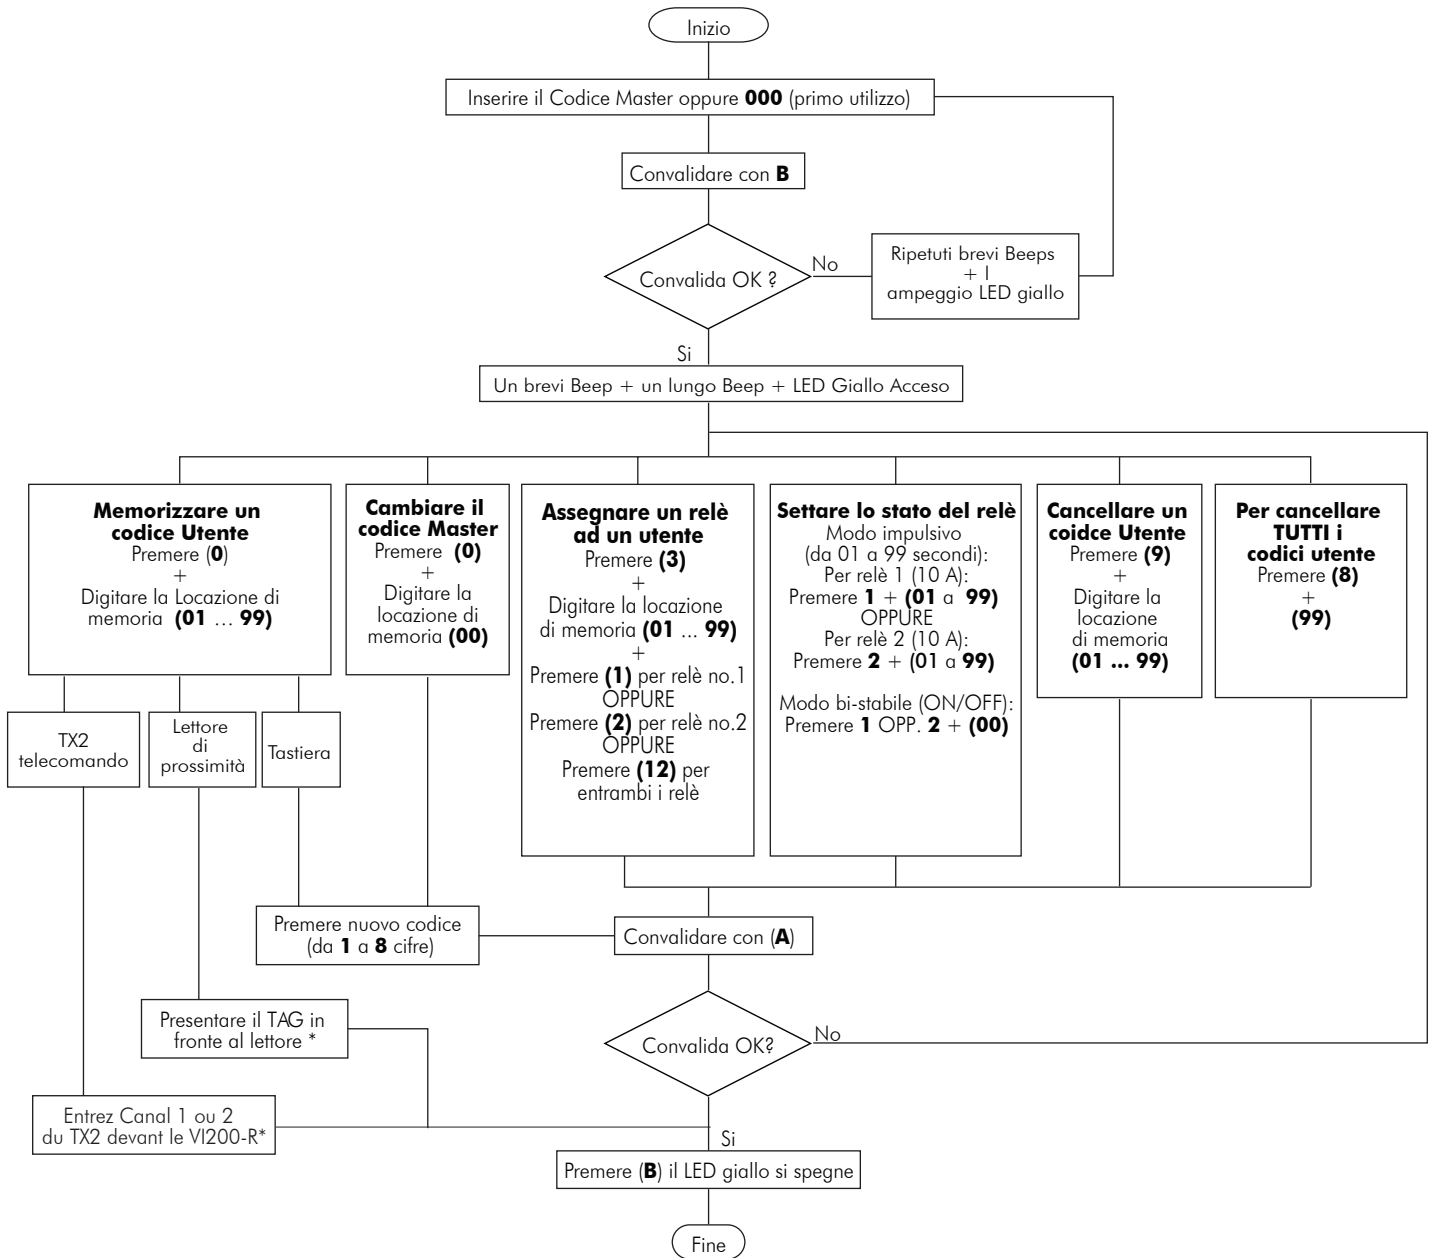 Inizio
Inserire il Codice Master oppure 000 (primo utilizzo)
Convalidare con B
Convalida OK ?
No
Ripetuti brevi Beeps
+ l
ampeggio LED giallo
Si
Un brevi Beep + un lungo Beep + LED Giallo Acceso
Memorizzare un
codice Utente
Premere (0)
+
Digitare la Locazione di
memoria (01 ... 99)
Cambiare il
codice Master
Premere (0)
+
Digitare la
locazione di
memoria (00)
Assegnare un relè
ad un utente
Premere (3)
+
Digitare la locazione
di memoria (01 ... 99)
+
Premere (1) per relè no.1
OPPURE
Premere (2) per relè no.2
OPPURE
Premere (12) per
entrambi i relè
Settare lo stato del relè
Modo impulsivo
(da 01 a 99 secondi):
Per relè 1 (10 A):
Premere 1 + (01 a 99)
OPPURE
Per relè 2 (10 A):
Premere 2 + (01 a 99)
Modo bi-stabile (ON/OFF):
Premere 1 OPP. 2 + (00)
Cancellare un
coidce Utente
Premere (9)
+
Digitare la
locazione
di memoria
(01 ... 99)
Per cancellare
TUTTI i
codici utente
Premere (8)
+
(99)
TX2
telecomando
Lettore
di
prossimità
Tastiera
Premere nuovo codice
(da 1 a 8 cifre)
Convalidare con (A)
Presentare il TAG in
fronte al lettore *
Convalida OK?
No
Entrez Canal 1 ou 2
du TX2 devant le VI200-R*
Si
Premere (B) il LED giallo si spegne
Fine